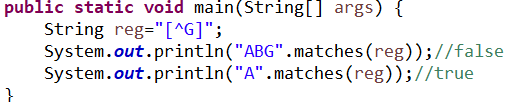 public static void main(String[] args) {
    String reg="[^G]";
    System.out.println("ABG".matches(reg));//false
    System.out.println("A".matches(reg));//true
}